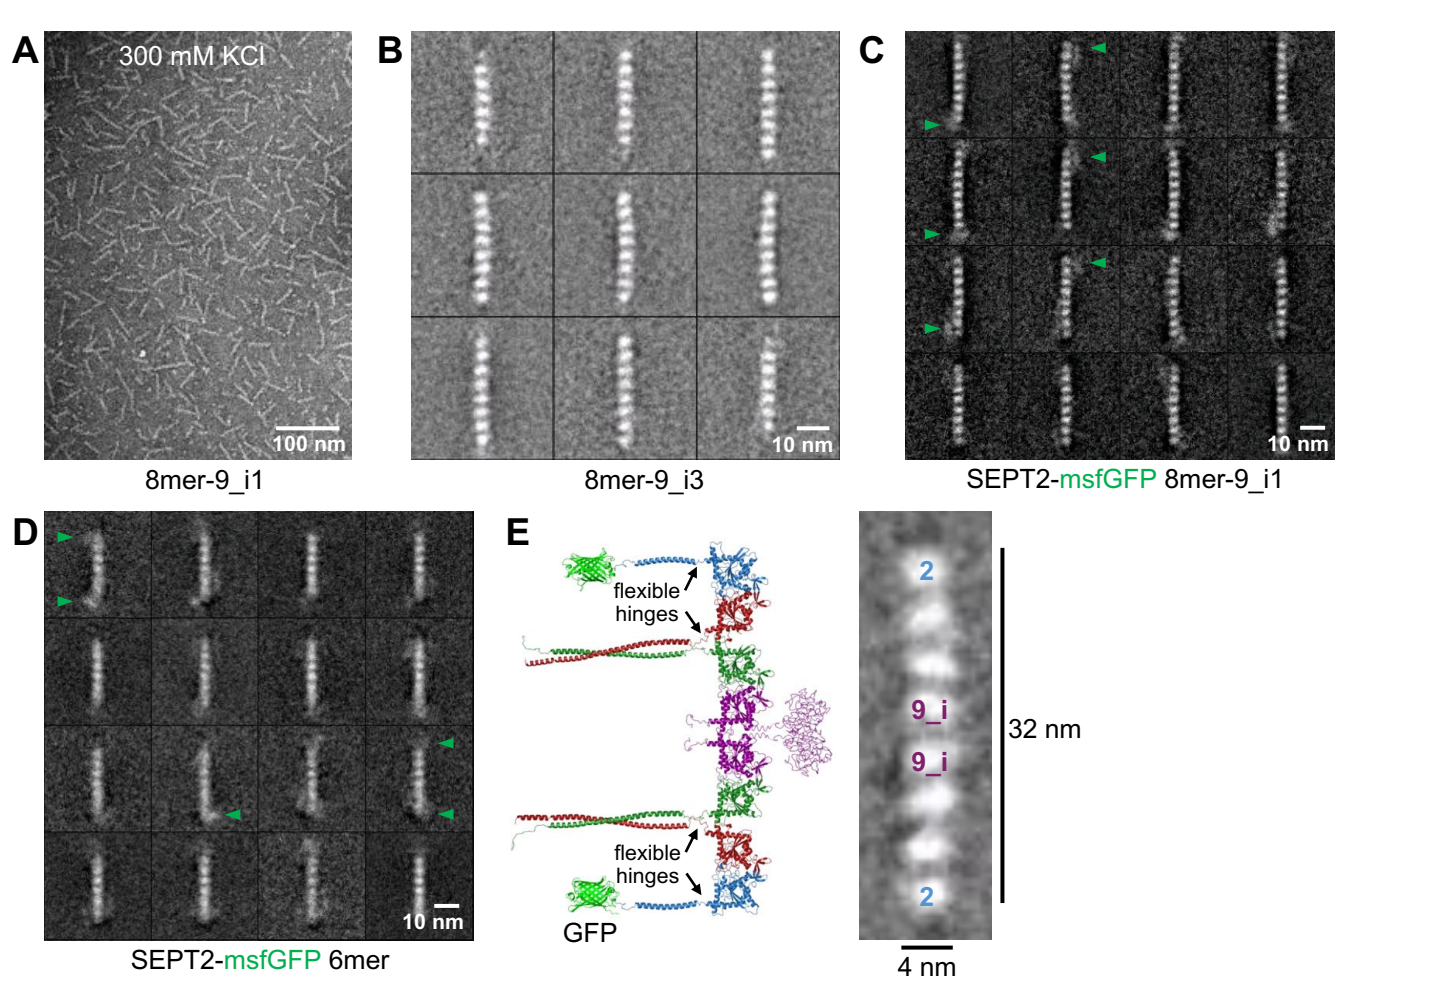 A
300 mM KCl
100 nm
8mer-9_i1
B
10 nm
8mer-9_i3
C
10 nm
SEPT2-msfGFP 8mer-9_i1
D
10 nm
SEPT2-msfGFP 6mer
E
flexible
hinges
flexible
hinges
GFP
2
9_i
9_i
2
32 nm
4 nm